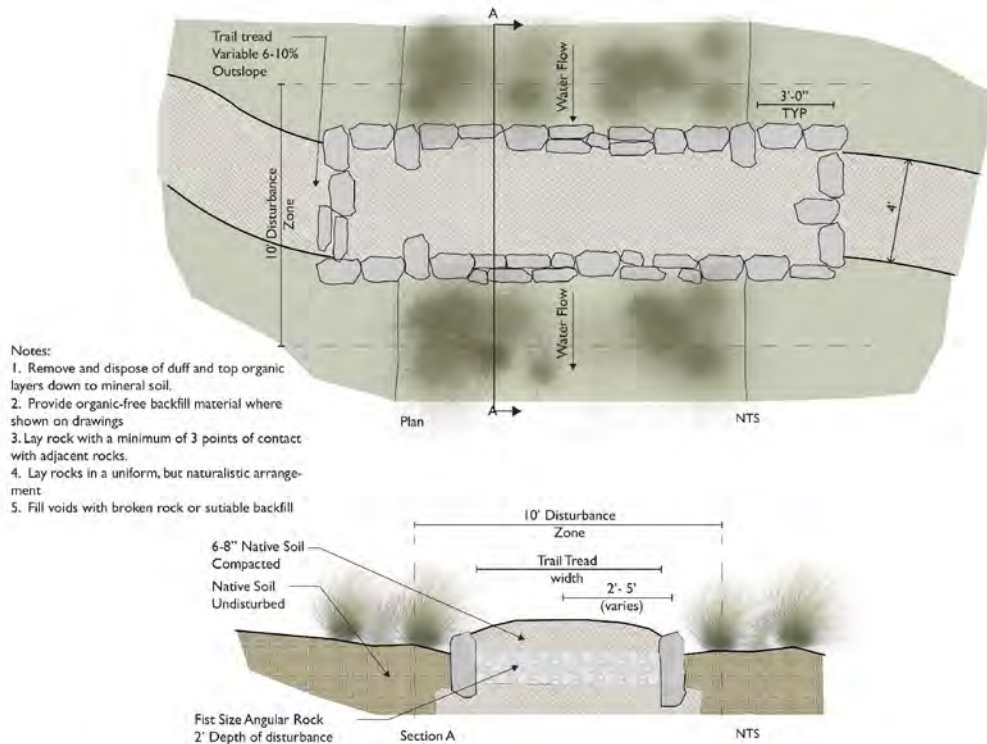 A
Trail tread
Variable 6-10%
Outslope
Water Flow
3'-0"
TYP
10' Disturbance
Zone
4'
Water Flow
A
Plan
NTS
Notes:
1. Remove and dispose of duff and top organic
layers down to mineral soil.
2. Provide organic-free backfill material where
shown on drawings
3. Lay rock with a minimum of 3 points of contact
with adjacent rocks.
4. Lay rocks in a uniform, but naturalistic arrange-
ment
5. Fill voids with broken rock or sutiable backfill
10' Disturbance
Zone
6-8" Native Soil
Compacted
Trail Tread
width
Native Soil
Undisturbed
2'- 5'
(varies)
Fist Size Angular Rock
2' Depth of disturbance
Section A
NTS